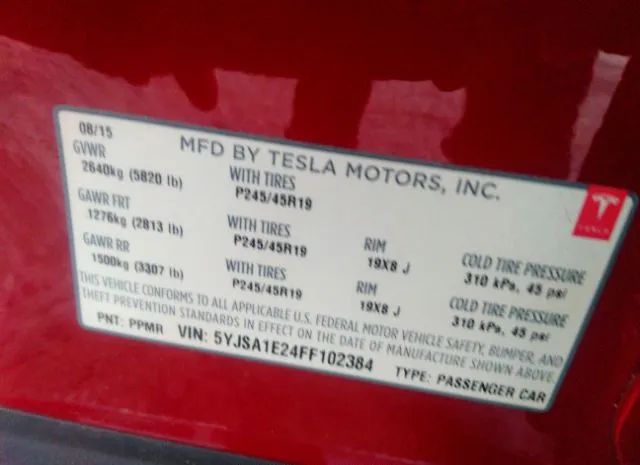 08/15
MFD BY TESLA MOTORS, INC.
GVWR
2640kg (5820 lb)
WITH TIRES
P245/45R19
GAWR FRT
1276kg (2813 lb)
WITH TIRES
P245/45R19
RIM
19X8 J
COLD TIRE PRESSURE
310 kPa, 45 psi
GAWR RR
1500kg (3307 lb)
WITH TIRES
P245/45R19
RIM
19X8 J
COLD TIRE PRESSURE
310 kPa, 45 psi
THIS VEHICLE CONFORMS TO ALL APPLICABLE U.S. FEDERAL MOTOR VEHICLE SAFETY, BUMPER, AND
THEFT PREVENTION STANDARDS IN EFFECT ON THE DATE OF MANUFACTURE SHOWN ABOVE.
PNT: PPMR VIN: 5YJSA1E24FF102384 TYPE: PASSENGER CAR
TESLA